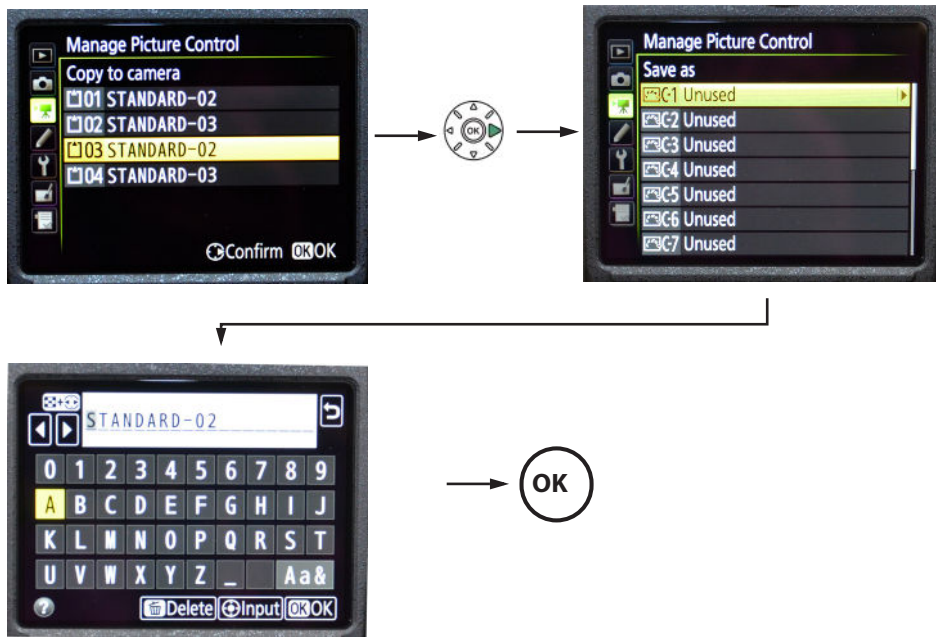 Manage Picture Control
Copy to camera
01 STANDARD-02
02 STANDARD-03
03 STANDARD-02
04 STANDARD-03
Confirm OK OK
OK
Manage Picture Control
Save as
C-1 Unused
C-2 Unused
C-3 Unused
C-4 Unused
C-5 Unused
C-6 Unused
C-7 Unused
STANDARD-02
0 1 2 3 4 5 6 7 8 9
A B C D E F G H I J
K L M N O P Q R S T
U V W X Y Z _ Aa&
? Delete Input OK OK
OK